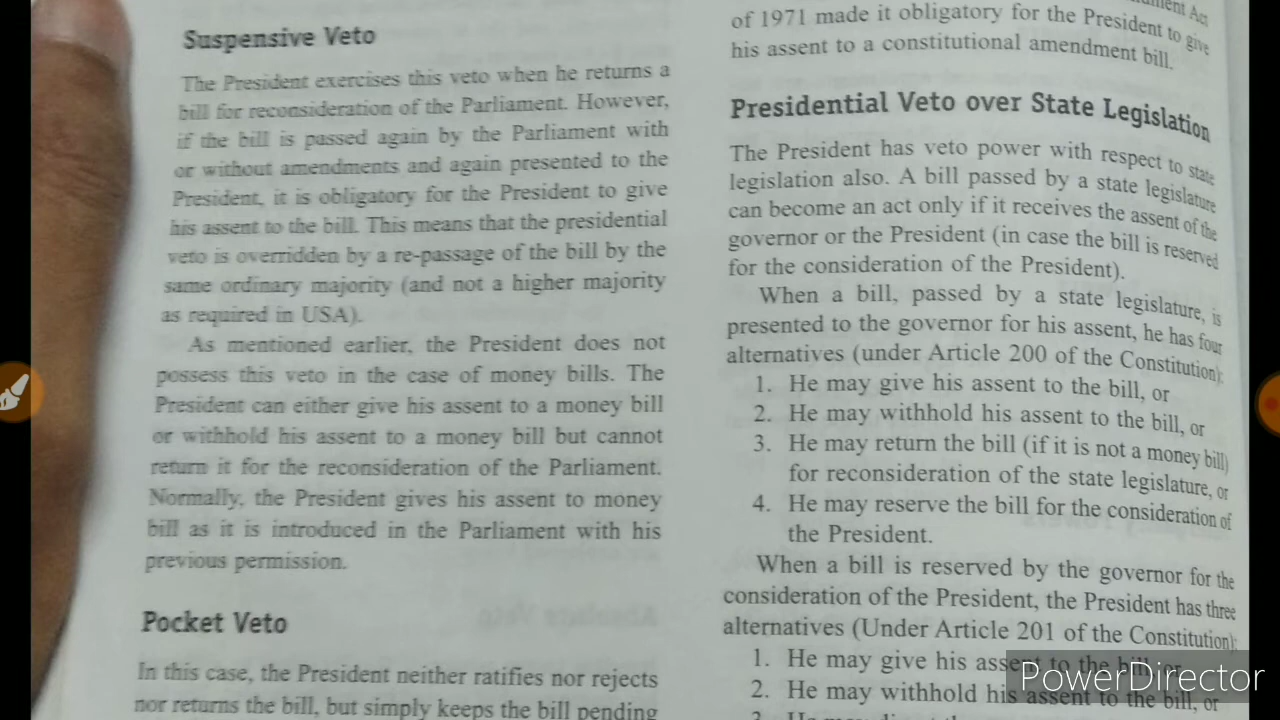 Suspensive Veto
The President exercises this veto when he returns a
bill for reconsideration of the Parliament. However,
if the bill is passed again by the Parliament with
or without amendments and again presented to the
President, it is obligatory for the President to give
his assent to the bill. This means that the presidential
veto is overridden by a re-passage of the bill by the
same ordinary majority (and not a higher majority
as required in USA).
As mentioned earlier, the President does not
possess this veto in the case of money bills. The
President can either give his assent to a money bill
or withhold his assent to a money bill but cannot
return it for the reconsideration of the Parliament.
Normally, the President gives his assent to money
bill as it is introduced in the Parliament with his
previous permission.
Pocket Veto
In this case, the President neither ratifies nor rejects
nor returns the bill, but simply keeps the bill pending
Act
of 1971 made it obligatory for the President to give
his assent to a constitutional amendment bill.
Presidential Veto over State Legislation
The President has veto power with respect to state
legislation also. A bill passed by a state legislature
can become an act only if it receives the assent of the
governor or the President (in case the bill is reserved
for the consideration of the President).
When a bill, passed by a state legislature, is
presented to the governor for his assent, he has four
alternatives (under Article 200 of the Constitution):
1. He may give his assent to the bill, or
2. He may withhold his assent to the bill, or
3. He may return the bill (if it is not a money bill)
for reconsideration of the state legislature, or
4. He may reserve the bill for the consideration of
the President.
When a bill is reserved by the governor for the
consideration of the President, the President has three
alternatives (Under Article 201 of the Constitution):
1. He may give his assent to the bill, or
2. He may withhold his assent to the bill, or
PowerDirector